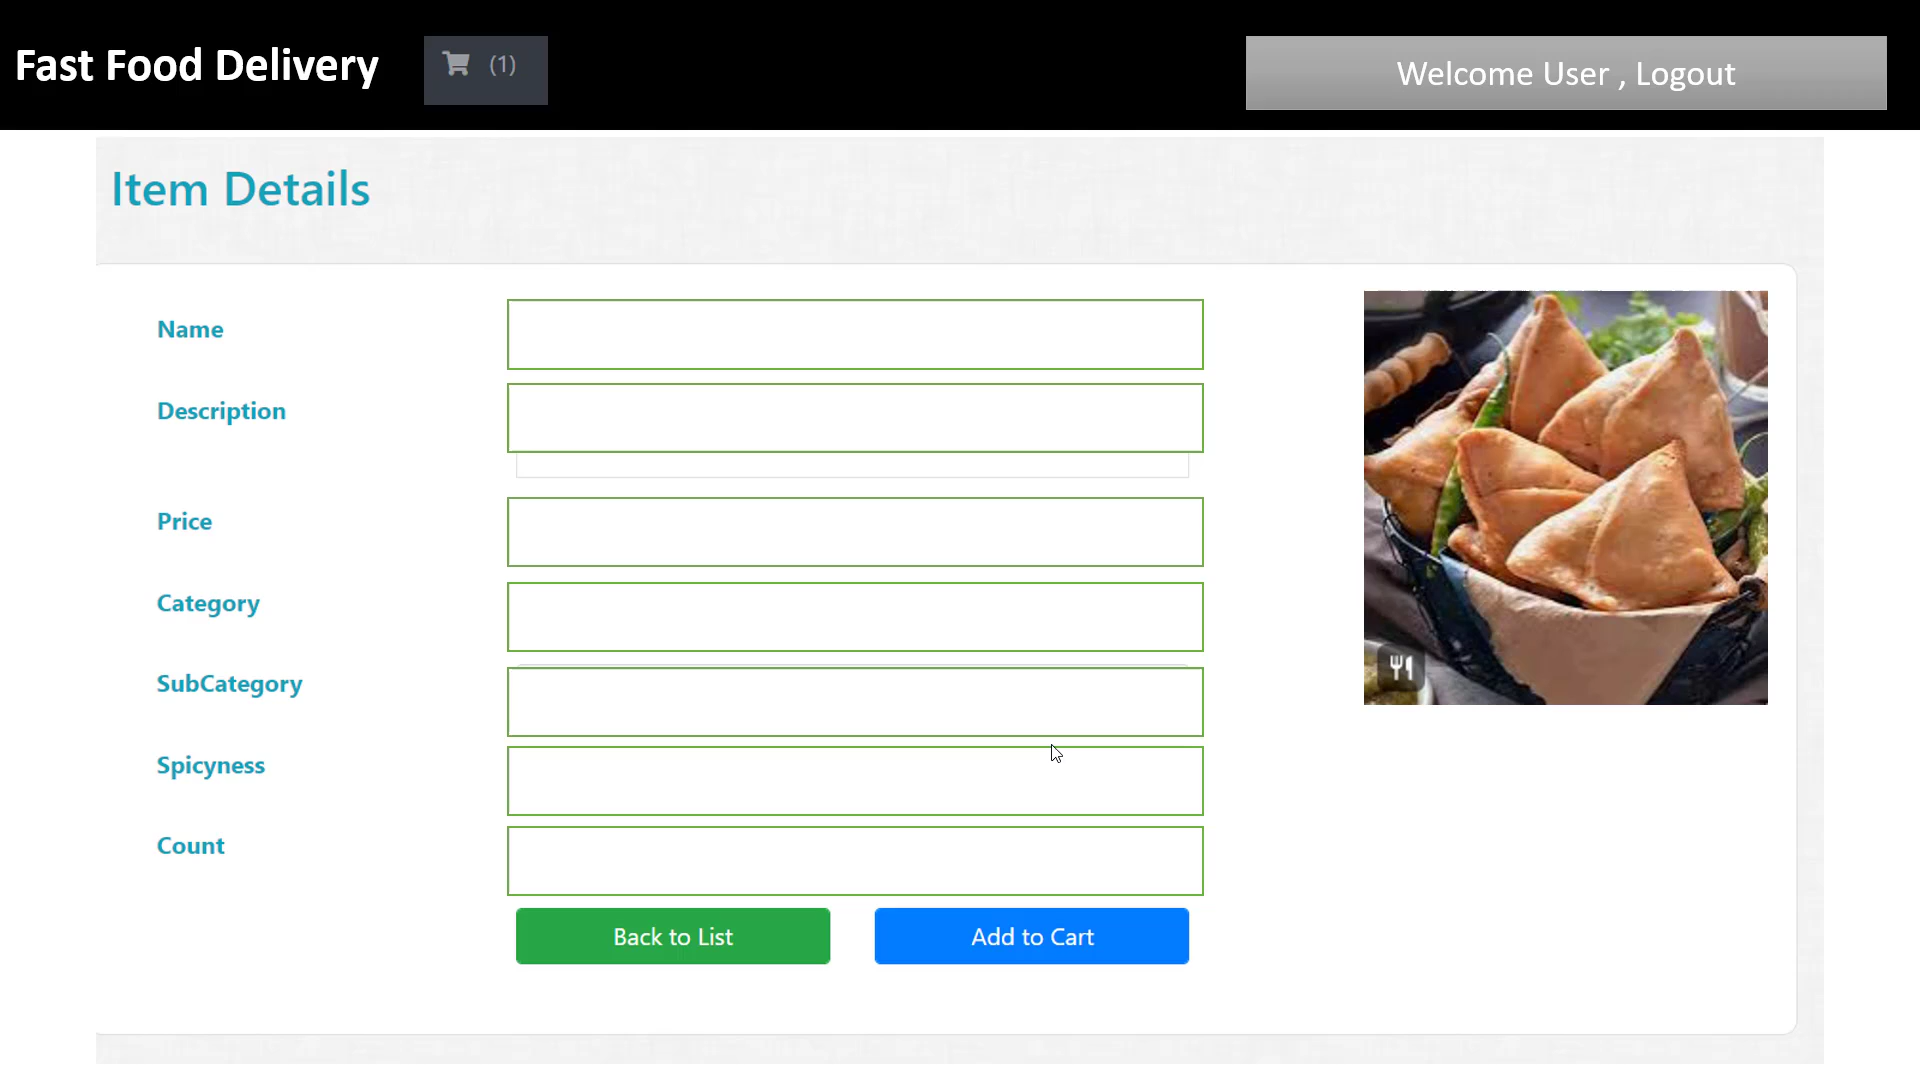 Fast Food Delivery
(1)
Welcome User , Logout
Item Details
Name
Description
Price
Category
SubCategory
Spicyness
Count
Back to List
Add to Cart